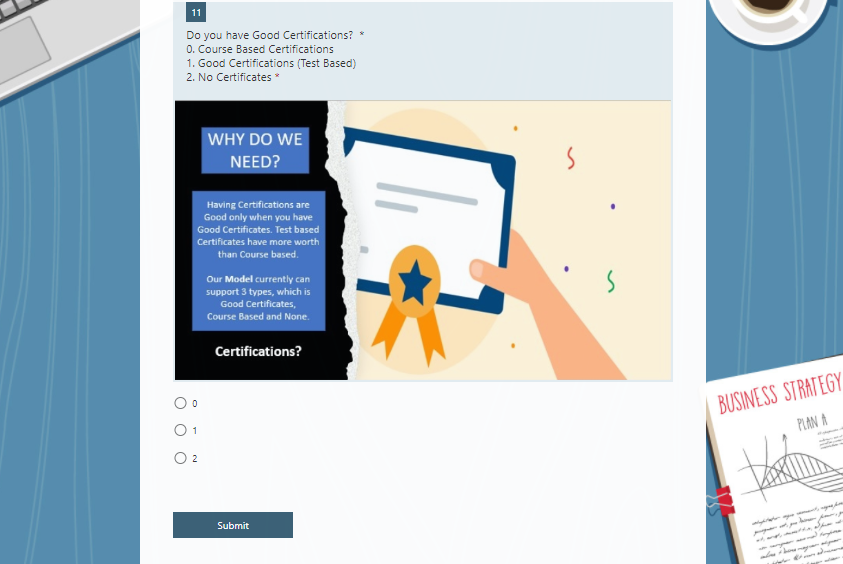 11
Do you have Good Certifications? *
0. Course Based Certifications
1. Good Certifications (Test Based)
2. No Certificates *
WHY DO WE
NEED?
Having Certifications are
Good only when you have
Good Certificates. Test based
Certificates have more worth
than Course based.
Our Model currently can
support 3 types, which is
Good Certificates,
Course Based and None.
Certifications?
0
1
2
Submit
BUSINESS STRATEGY
PLAN A